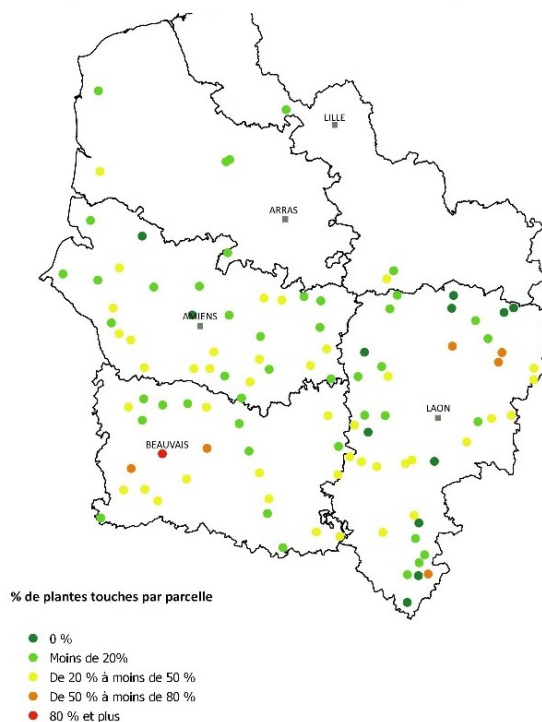 LILLE
ARRAS
AMIENS
LAON
BEAUVAIS
% de plantes touches par parcelle
0 %
Moins de 20%
De 20 % à moins de 50 %
De 50 % à moins de 80 %
80 % et plus